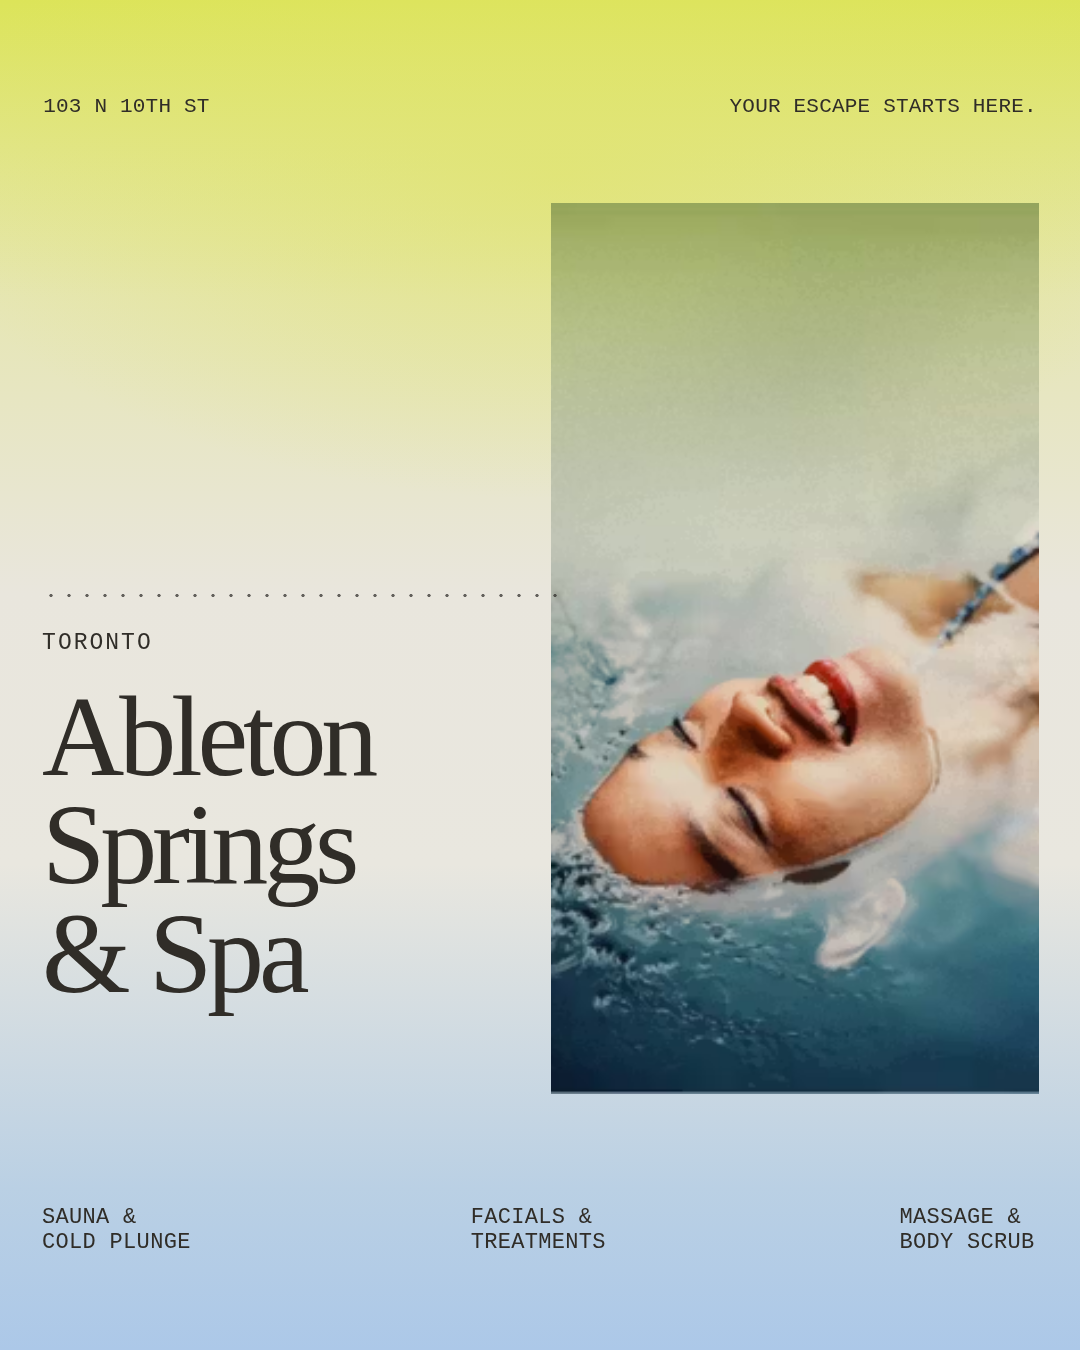 103 N 10TH ST
YOUR ESCAPE STARTS HERE.
TORONTO
Ableton
Springs
& Spa
SAUNA &
COLD PLUNGE
FACIALS &
TREATMENTS
MASSAGE &
BODY SCRUB